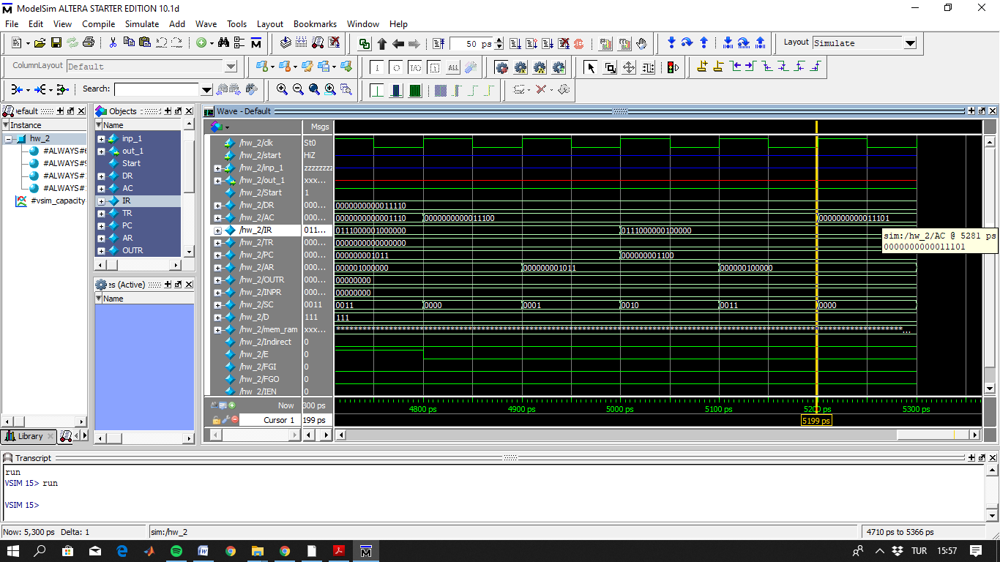 ModelSim ALTERA STARTER EDITION 10.1d
File Edit View Compile Simulate Add Wave Tools Layout Bookmarks Window Help
50 ps
Layout Simulate
ColumnLayout Default
ALL
Search:
efault
Instance
hw_2
#ALWAYS#6
#ALWAYS#9
#ALWAYS#:
#ALWAYS#:
#vsim_capacity
Library
Objects
Name
inp_1
out_1
Start
DR
AC
IR
TR
PC
AR
OUTR
es (Active)
Name
Wave - Default
Msgs
/hw_2/clk St0
/hw_2/start HiZ
/hw_2/inp_1 zzzzzzzz
/hw_2/out_1 xxx...
/hw_2/Start 1
/hw_2/DR 000... 0000000000011110
/hw_2/AC 000... 0000000000001110 0000000000011100 0000000000011101
/hw_2/IR 011... 0111000001000000 0111000000100000
/hw_2/TR 000... 0000000000000000
/hw_2/PC 000... 000000001011 000000001100
/hw_2/AR 000... 000001000000 000000001011 000000100000
/hw_2/OUTR 000... 00000000
/hw_2/INPR 000... 00000000
/hw_2/SC 0011 0011 0000 0001 0010 0011 0000
/hw_2/D 111 111
/hw_2/mem_ram xxx...
/hw_2/Indirect 0
/hw_2/E 0
/hw_2/FGI 0
/hw_2/FGO 0
/hw_2/IEN 0
sim:/hw_2/AC @ 5281 ps
0000000000011101
Now 300 ps 4800 ps 4900 ps 5000 ps 5100 ps 5200 ps 5300 ps
Cursor 1 199 ps 5199 ps
Transcript
run
VSIM 15> run
VSIM 15>
Now: 5,300 ps Delta: 1 sim:/hw_2 4710 ps to 5366 ps
TUR 15:57